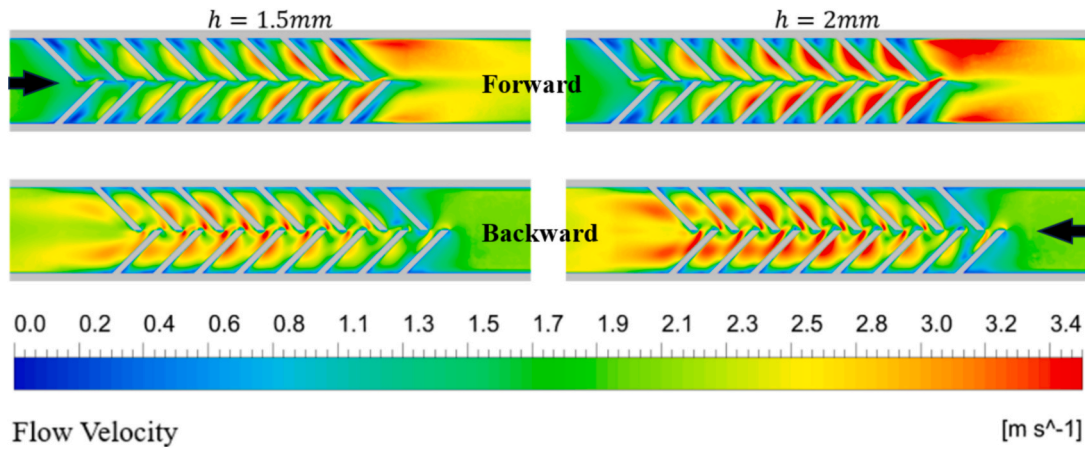 h = 1.5mm h = 2mm
Forward
Backward
0.0 0.2 0.4 0.6 0.8 1.1 1.3 1.5 1.7 1.9 2.1 2.3 2.5 2.8 3.0 3.2 3.4
Flow Velocity [m s^-1]